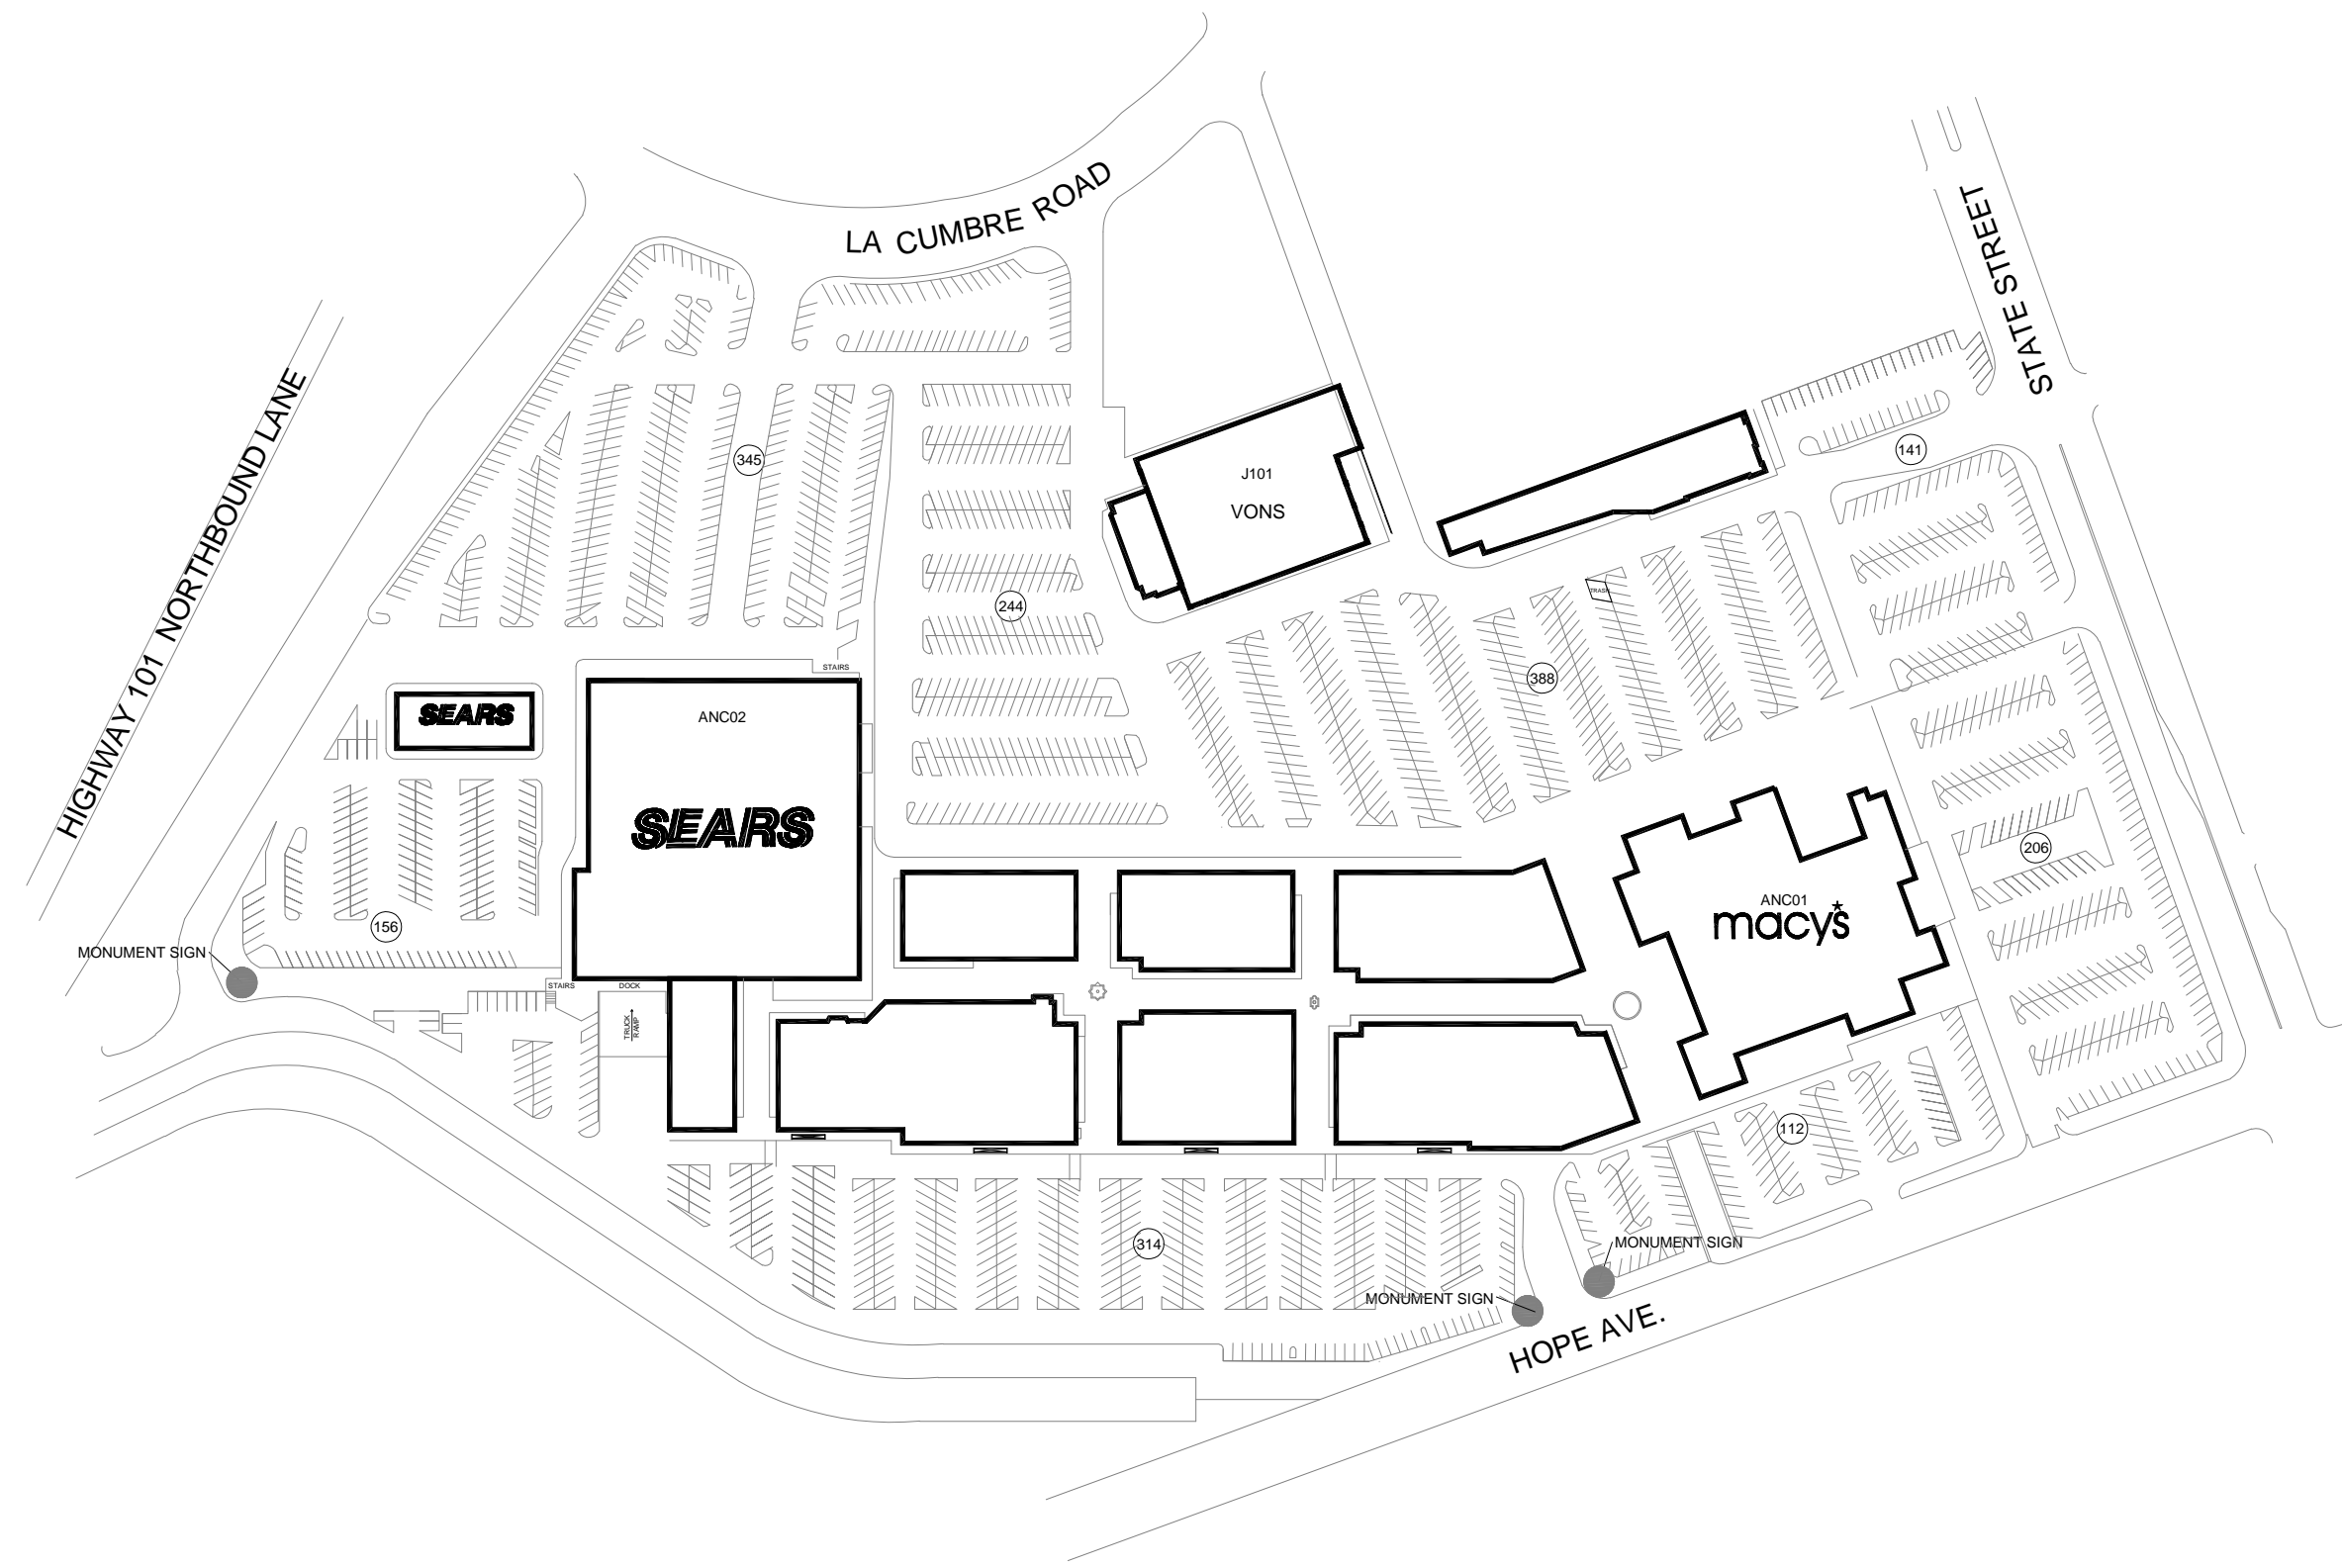 LA CUMBRE ROAD
STATE STREET
HIGHWAY 101 NORTHBOUND LANE
345
141
J101
VONS
244
TRASH
388
STAIRS
SEARS
ANC02
SEARS
206
ANC01
macy's
156
MONUMENT SIGN
STAIRS
DOCK
TRUCK
RAMP
112
314
MONUMENT SIGN
MONUMENT SIGN
HOPE AVE.